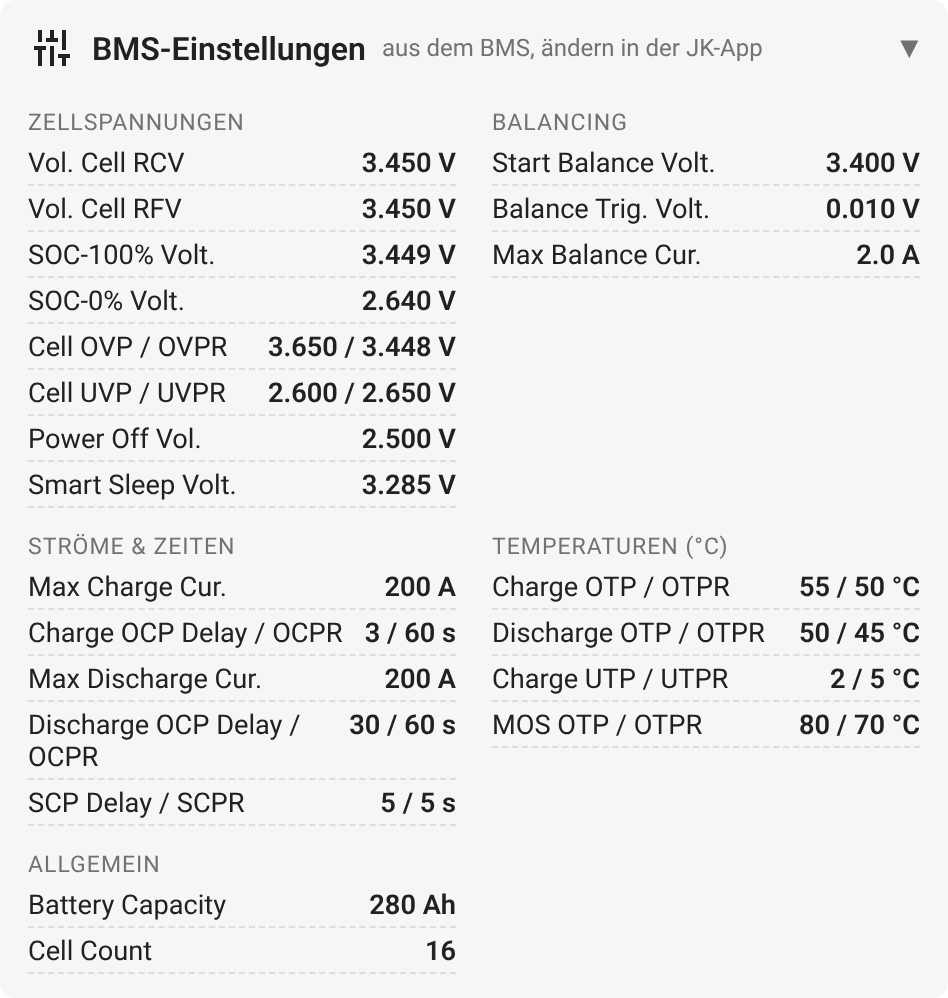 BMS-Einstellungen aus dem BMS, ändern in der JK-App ▼
ZELLSPANNUNGEN
Vol. Cell RCV 3.450 V
Vol. Cell RFV 3.450 V
SOC-100% Volt. 3.449 V
SOC-0% Volt. 2.640 V
Cell OVP / OVPR 3.650 / 3.448 V
Cell UVP / UVPR 2.600 / 2.650 V
Power Off Vol. 2.500 V
Smart Sleep Volt. 3.285 V
BALANCING
Start Balance Volt. 3.400 V
Balance Trig. Volt. 0.010 V
Max Balance Cur. 2.0 A
STRÖME & ZEITEN
Max Charge Cur. 200 A
Charge OCP Delay / OCPR 3 / 60 s
Max Discharge Cur. 200 A
Discharge OCP Delay / 30 / 60 s
OCPR
SCP Delay / SCPR 5 / 5 s
TEMPERATUREN (°C)
Charge OTP / OTPR 55 / 50 °C
Discharge OTP / OTPR 50 / 45 °C
Charge UTP / UTPR 2 / 5 °C
MOS OTP / OTPR 80 / 70 °C
ALLGEMEIN
Battery Capacity 280 Ah
Cell Count 16